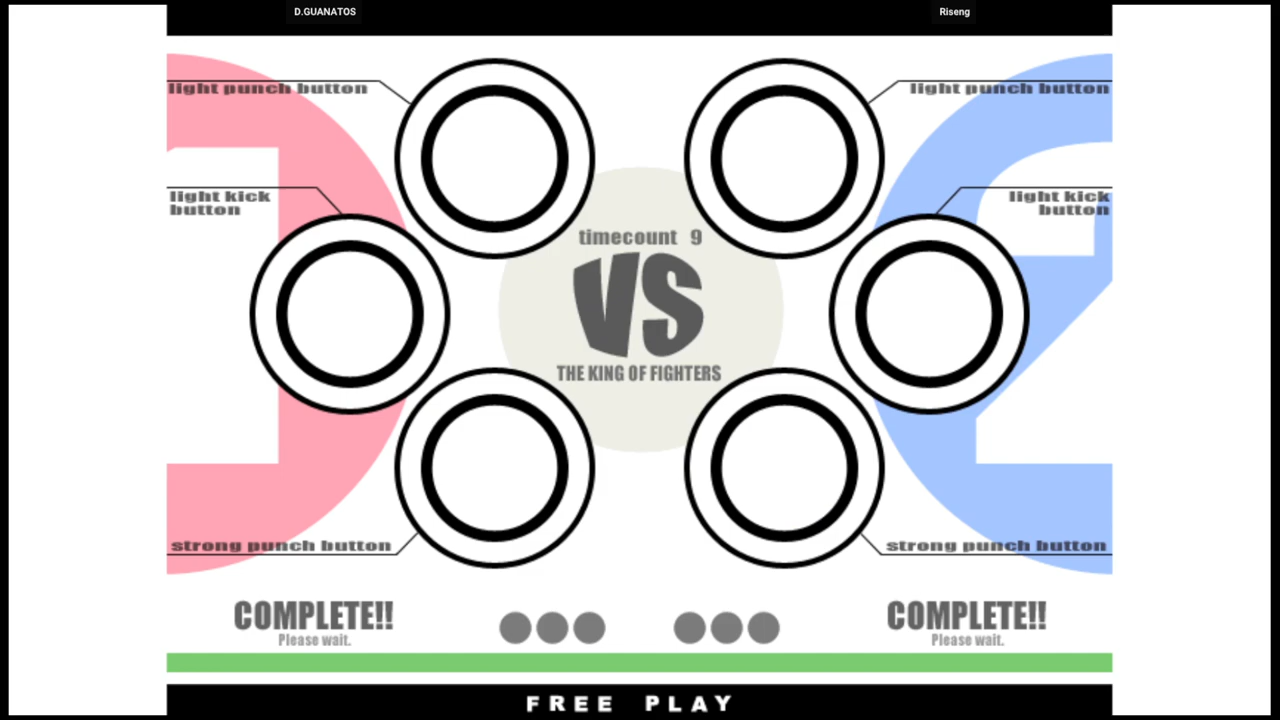 D.GUANATOS
Riseng
light punch button
light punch button
light kick
button
light kick
button
timecount 9
VS
THE KING OF FIGHTERS
strong punch button
strong punch button
COMPLETE!!
Please wait.
COMPLETE!!
Please wait.
FREE PLAY